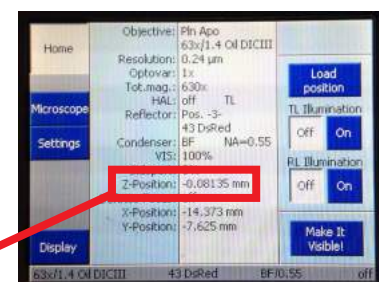 Home
Microscope
Settings
Display
Objective: Pln Apo
63x/1.4 Oil DICIII
Resolution: 0.24 µm
Optovar: 1x
Tot.mag.: 630x
HAL: off TL
Reflector: Pos. -3-
43 DsRed
Condenser: BF NA=0.55
VIS: 100%
Z-Position: -0.08135 mm
X-Position: -14.373 mm
Y-Position: -7.625 mm
Load
position
TL Illumination
Off On
RL Illumination
Off On
Make It
Visible!
63x/1.4 Oil DICIII 43 DsRed BF/0.55 off